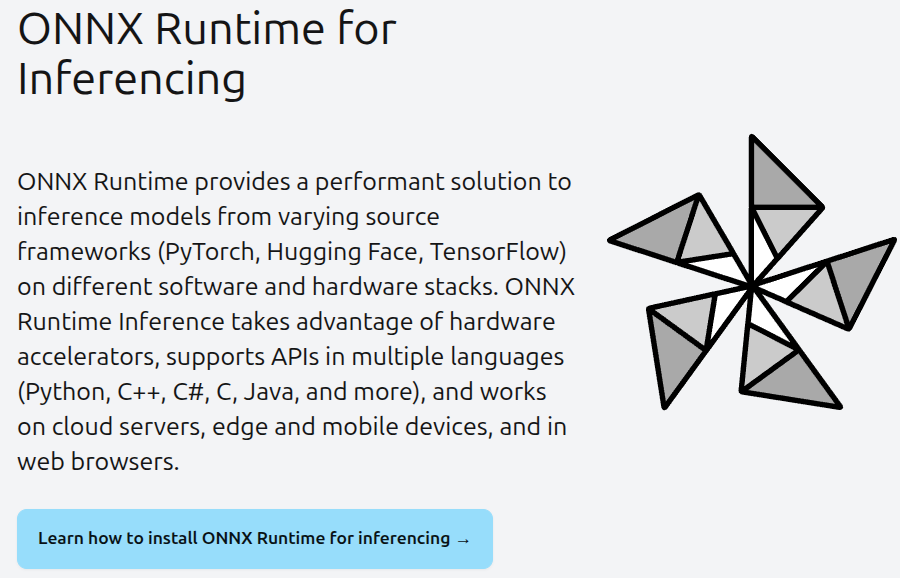 ONNX Runtime for
Inferencing
ONNX Runtime provides a performant solution to
inference models from varying source
frameworks (PyTorch, Hugging Face, TensorFlow)
on different software and hardware stacks. ONNX
Runtime Inference takes advantage of hardware
accelerators, supports APIs in multiple languages
(Python, C++, C#, C, Java, and more), and works
on cloud servers, edge and mobile devices, and in
web browsers.
Learn how to install ONNX Runtime for inferencing →